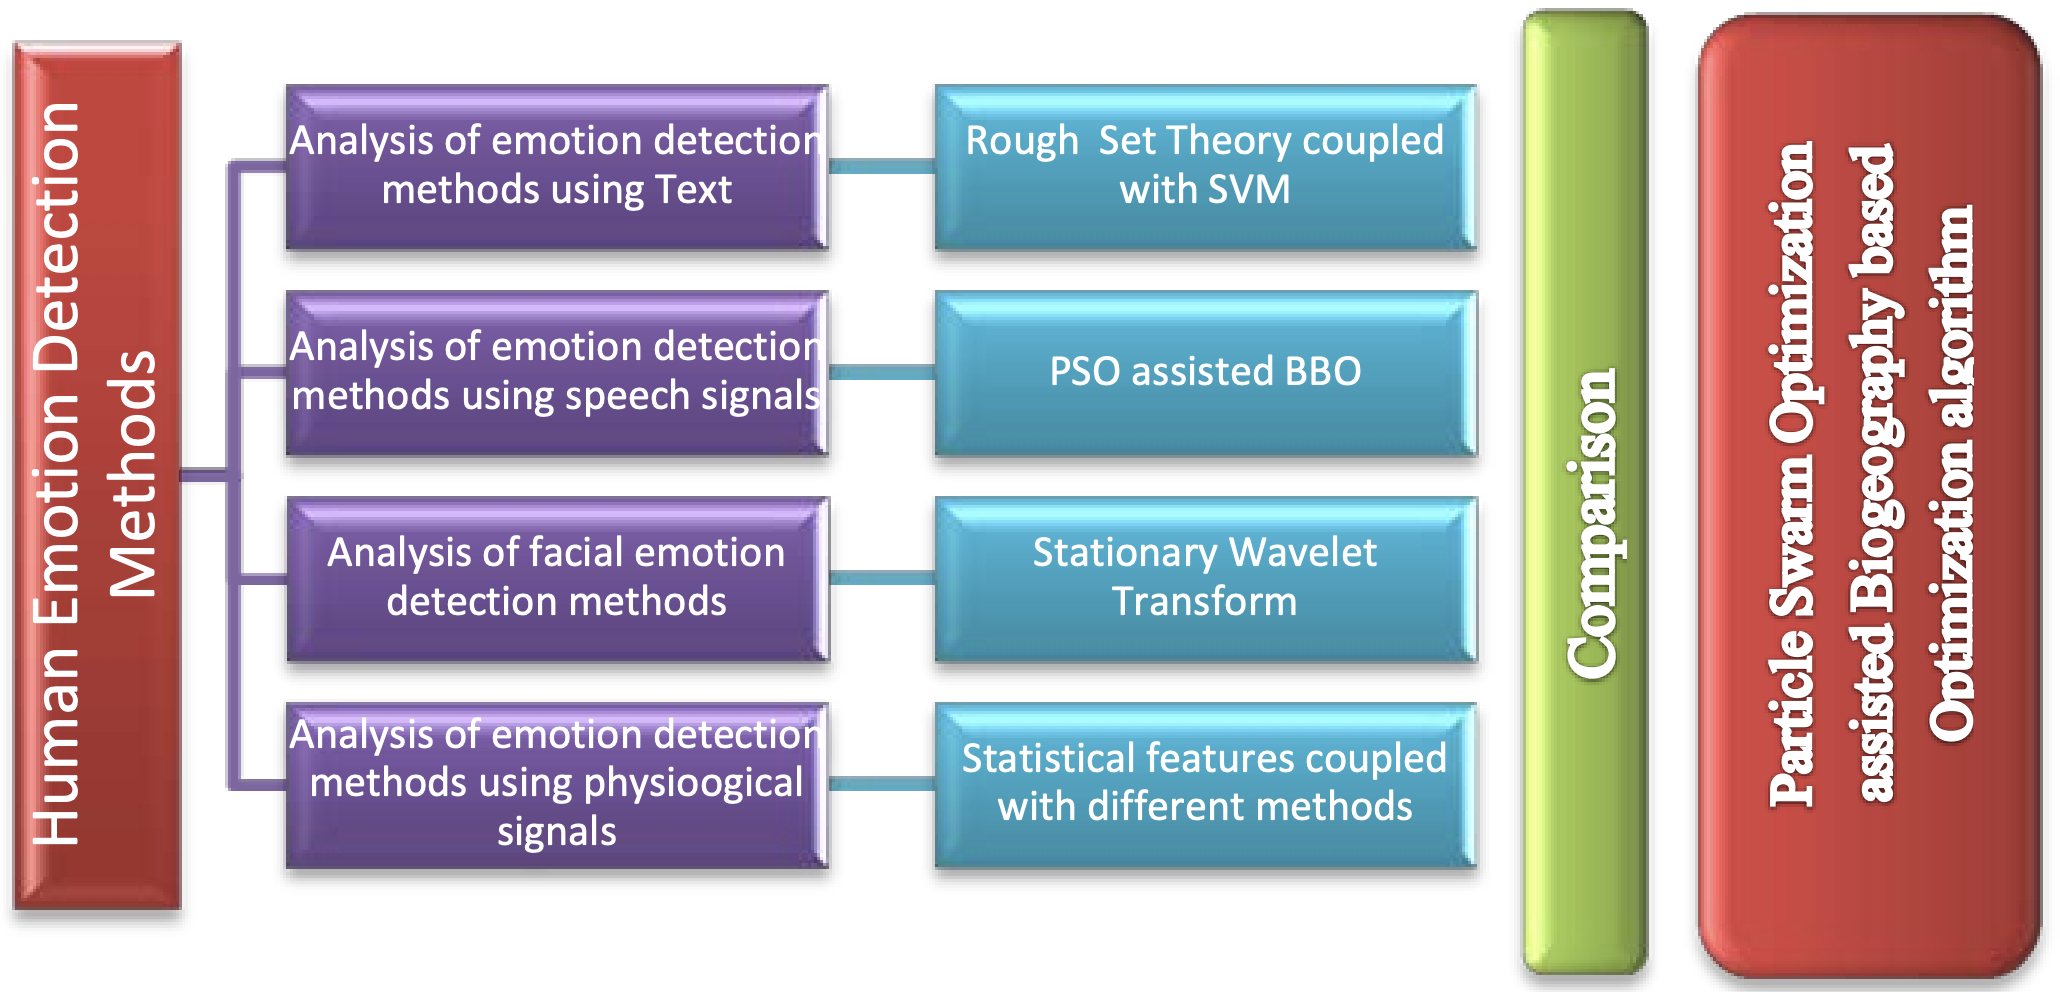 Human Emotion Detection
Methods
Analysis of emotion detection
methods using Text
Rough Set Theory coupled
with SVM
Analysis of emotion detection
methods using speech signals
PSO assisted BBO
Analysis of facial emotion
detection methods
Stationary Wavelet
Transform
Analysis of emotion detection
methods using physioogical
signals
Statistical features coupled
with different methods
Comparison
Particle Swarm Optimization
assisted Biogeography based
Optimization algorithm